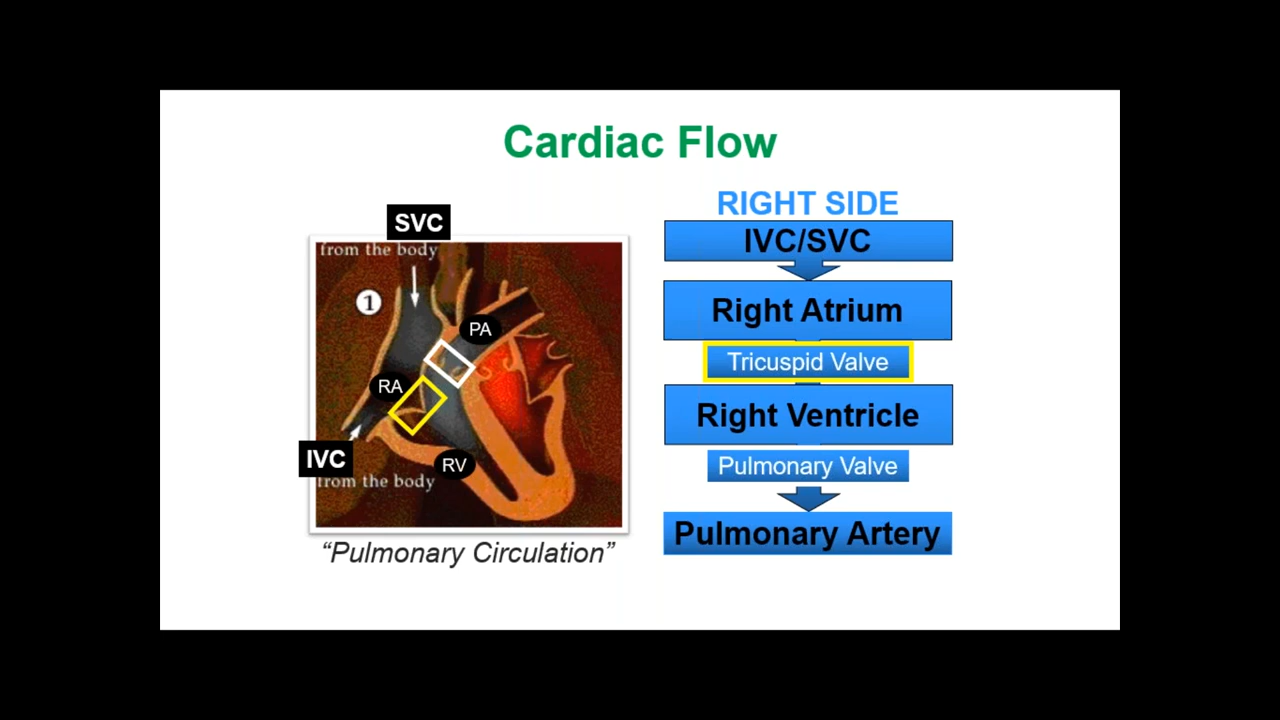 Cardiac Flow
SVC
from the body
1
PA
RA
IVC
RV
from the body
“Pulmonary Circulation”
RIGHT SIDE
IVC/SVC
Right Atrium
Tricuspid Valve
Right Ventricle
Pulmonary Valve
Pulmonary Artery